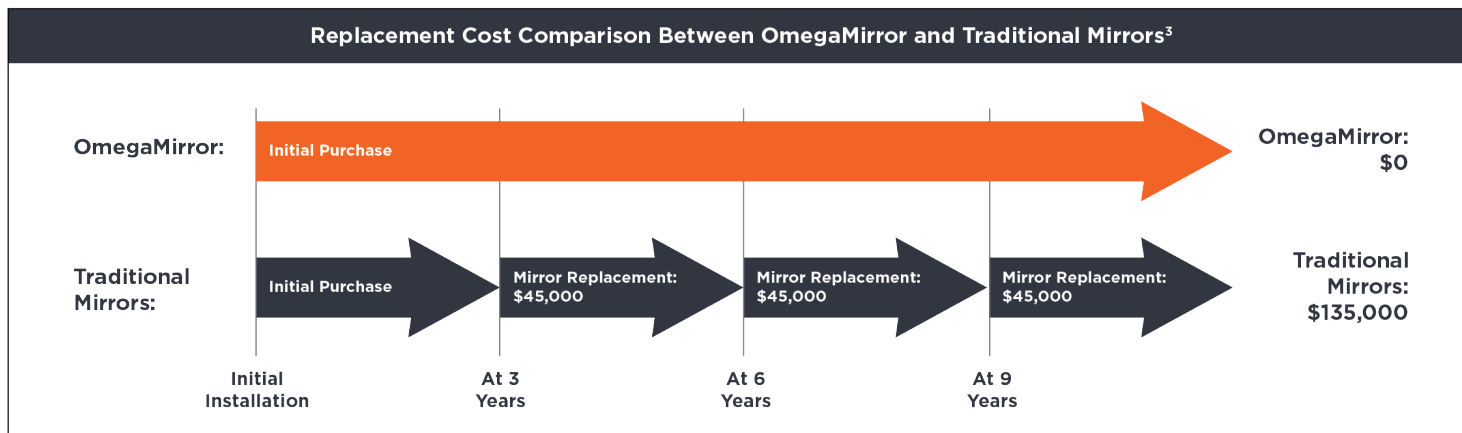 Replacement Cost Comparison Between OmegaMirror and Traditional Mirrors³
OmegaMirror:
Initial Purchase
OmegaMirror:
$0
Traditional
Mirrors:
Initial Purchase
Mirror Replacement:
$45,000
Mirror Replacement:
$45,000
Mirror Replacement:
$45,000
Traditional
Mirrors:
$135,000
Initial
Installation
At 3
Years
At 6
Years
At 9
Years